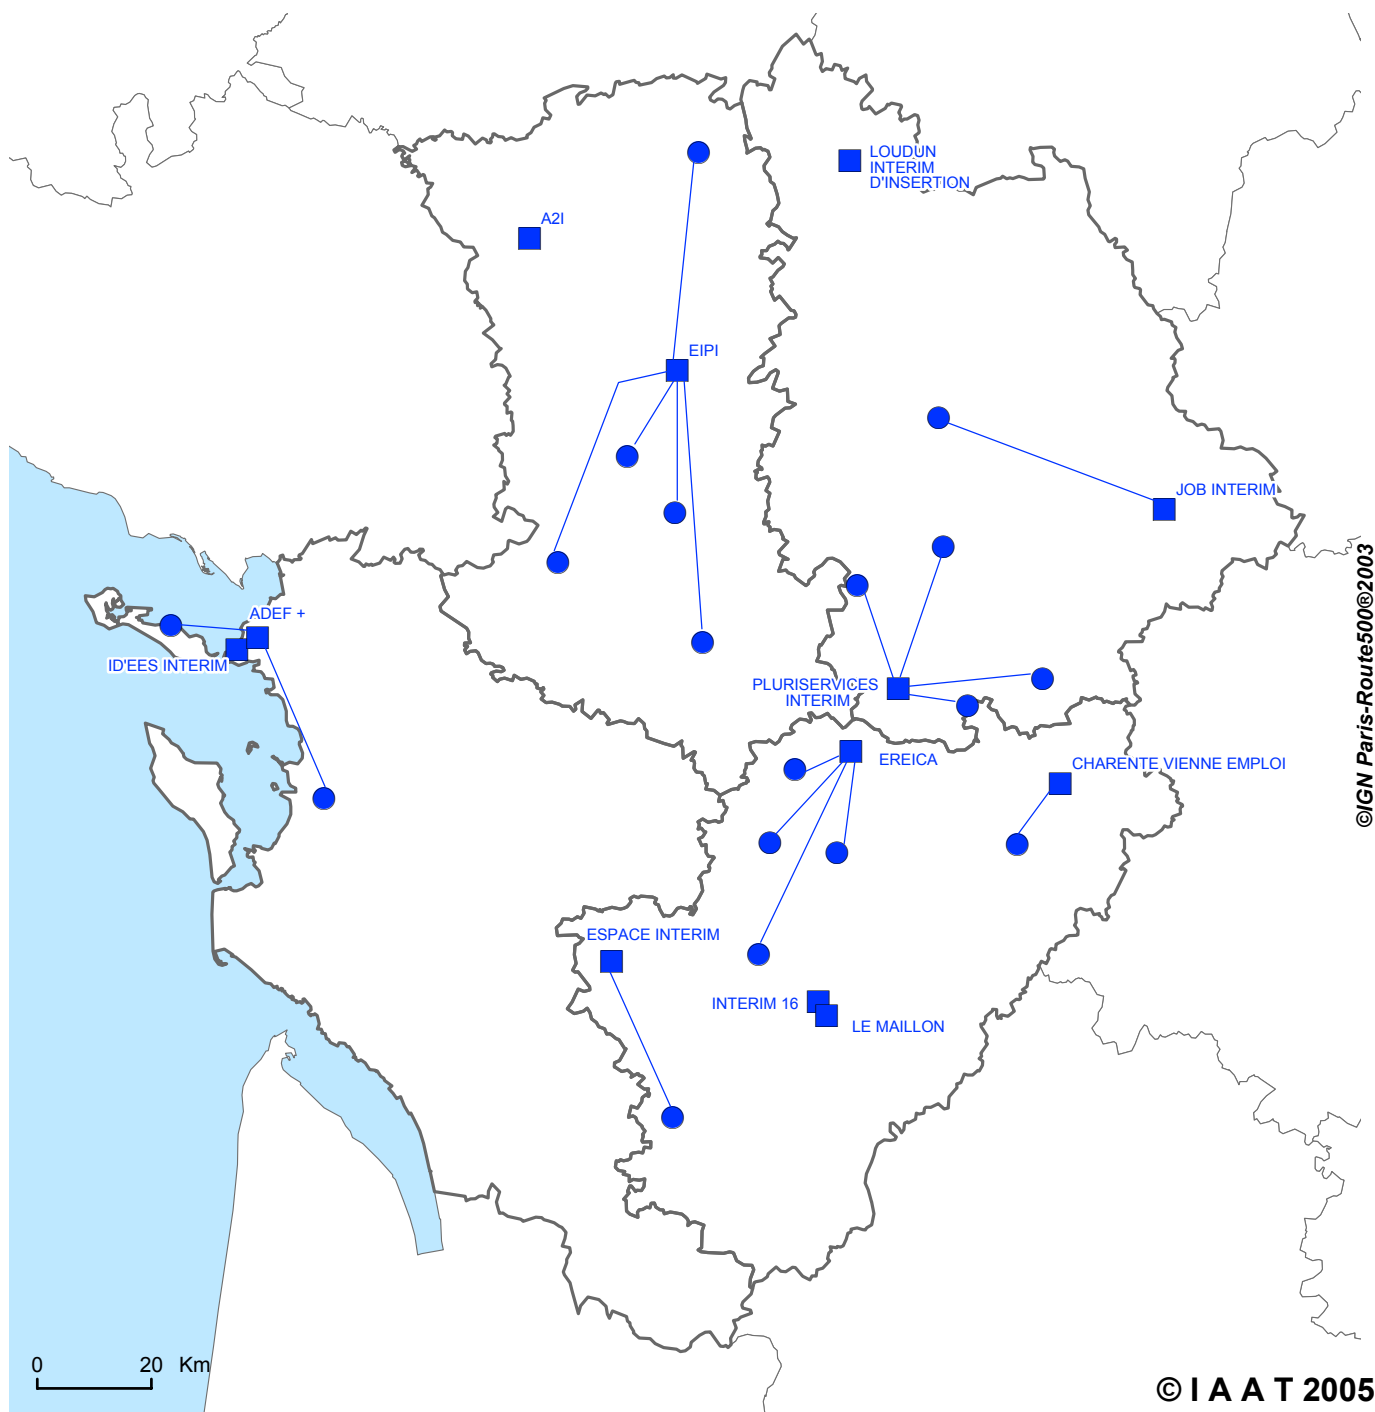 LOUDUN
INTERIM
D'INSERTION
A2I
EIPI
JOB INTERIM
ADEF +
ID'EES INTERIM
PLURISERVICES
INTERIM
EREICA
CHARENTE VIENNE EMPLOI
ESPACE INTERIM
INTERIM 16
LE MAILLON
©IGN Paris-Route500®2003
0 20 Km
© I A A T 2005